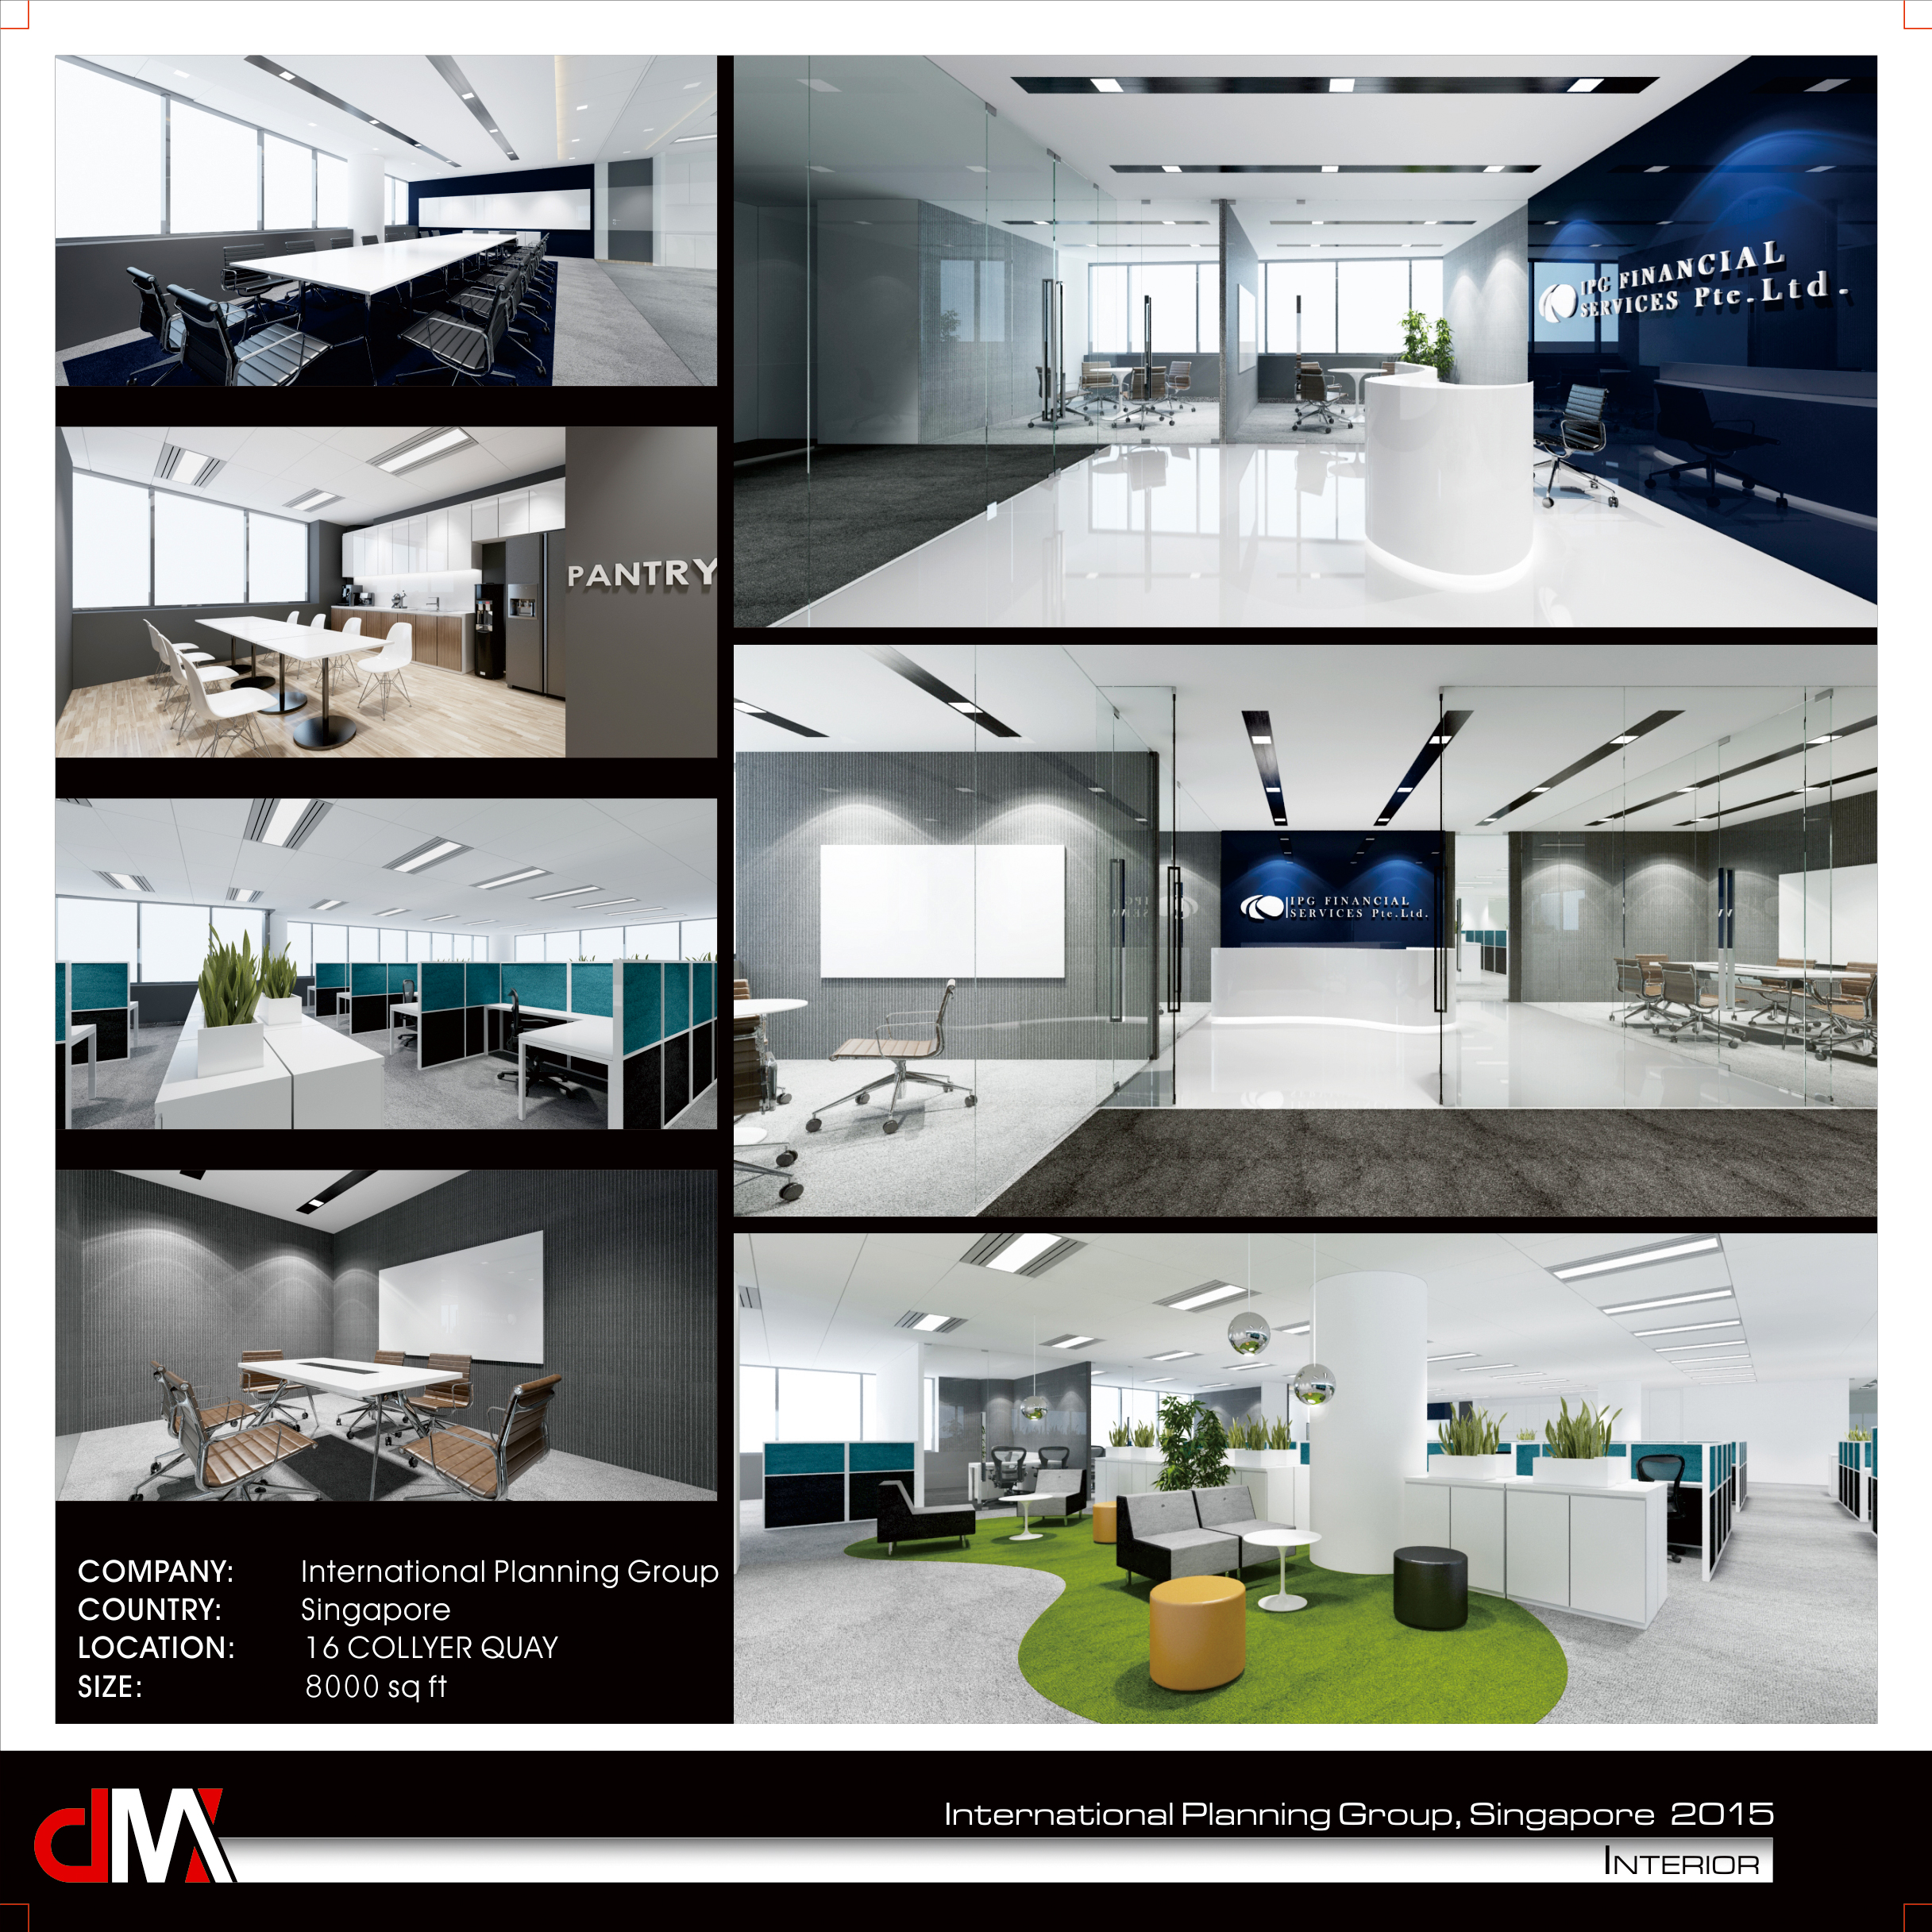 IPG FINANCIAL
SERVICES Pte.Ltd.
PANTRY
IPG FINANCIAL
SERVICES Pte.Ltd.
COMPANY: International Planning Group
COUNTRY: Singapore
LOCATION: 16 COLLYER QUAY
SIZE: 8000 sq ft
dMX
International Planning Group, Singapore 2015
INTERIOR